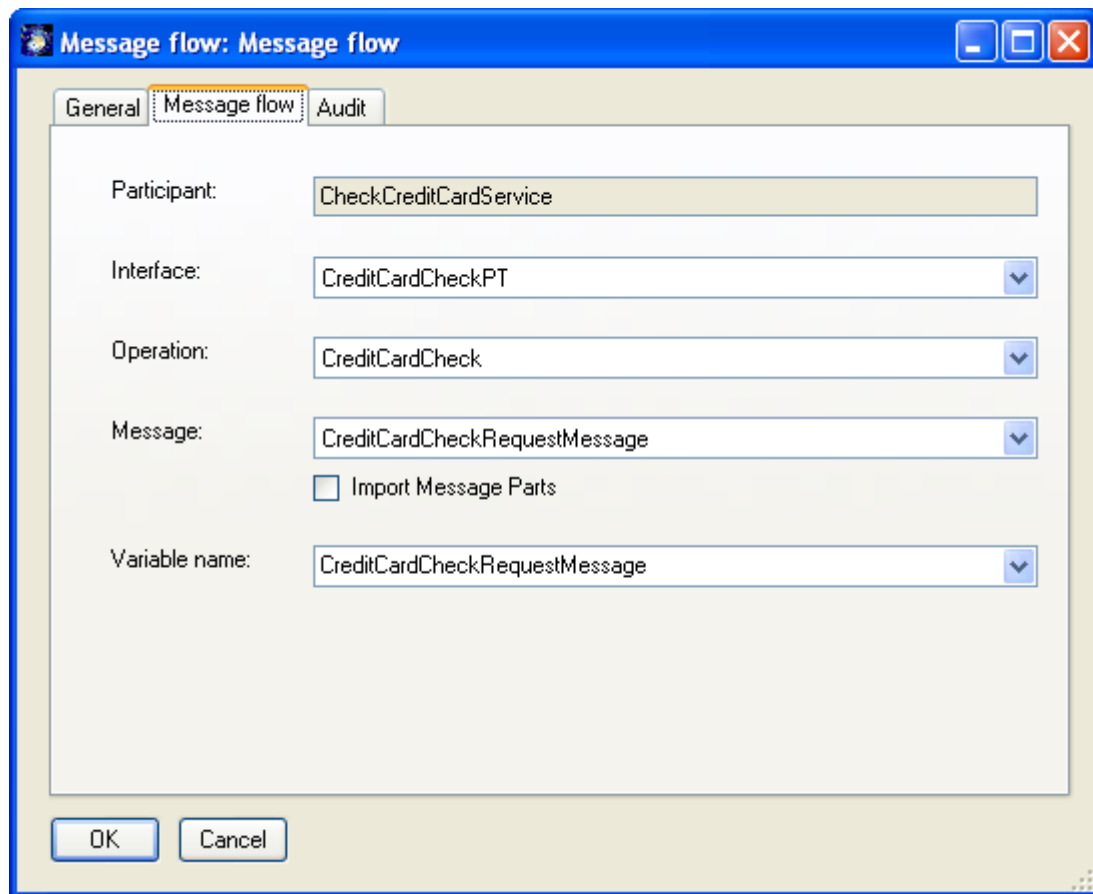 Message flow: Message flow
General Message flow Audit
Participant: CheckCreditCardService
Interface: CreditCardCheckPT
Operation: CreditCardCheck
Message: CreditCardCheckRequestMessage
Import Message Parts
Variable name: CreditCardCheckRequestMessage
OK Cancel